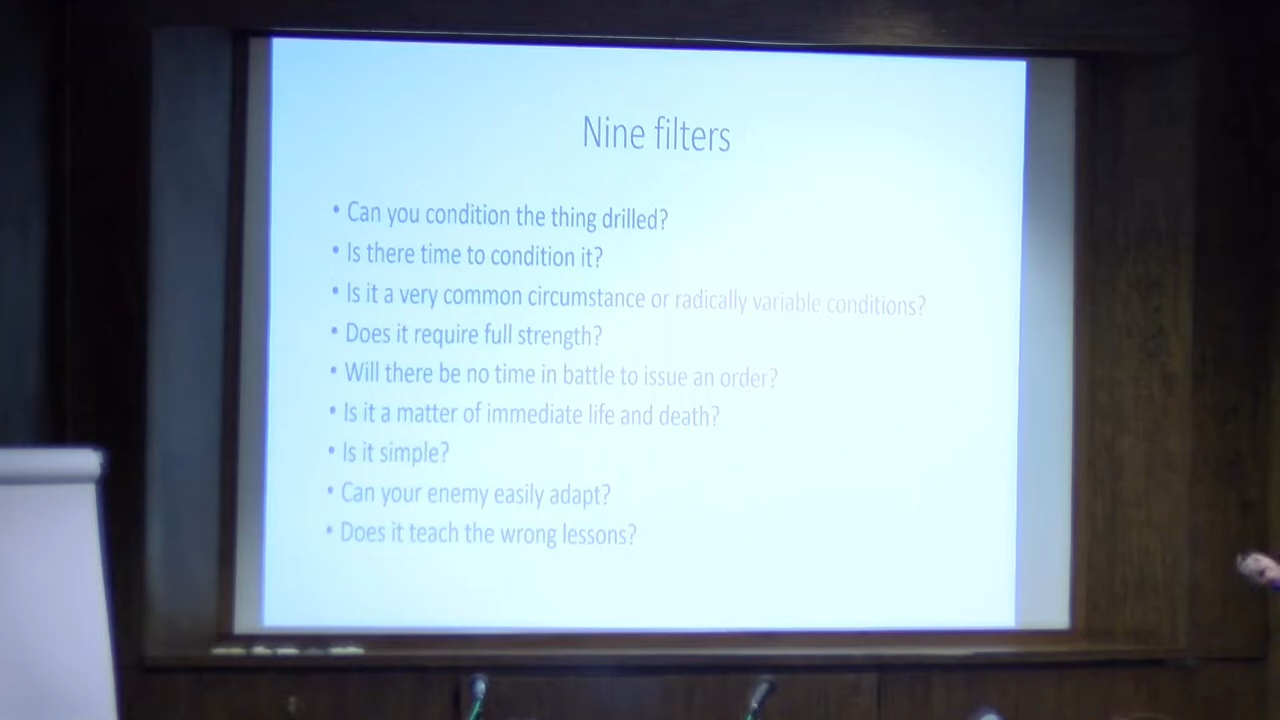 Nine filters
• Can you condition the thing drilled?
• Is there time to condition it?
• Is it a very common circumstance or radically variable conditions?
• Does it require full strength?
• Will there be no time in battle to issue an order?
• Is it a matter of immediate life and death?
• Is it simple?
• Can your enemy easily adapt?
• Does it teach the wrong lessons?